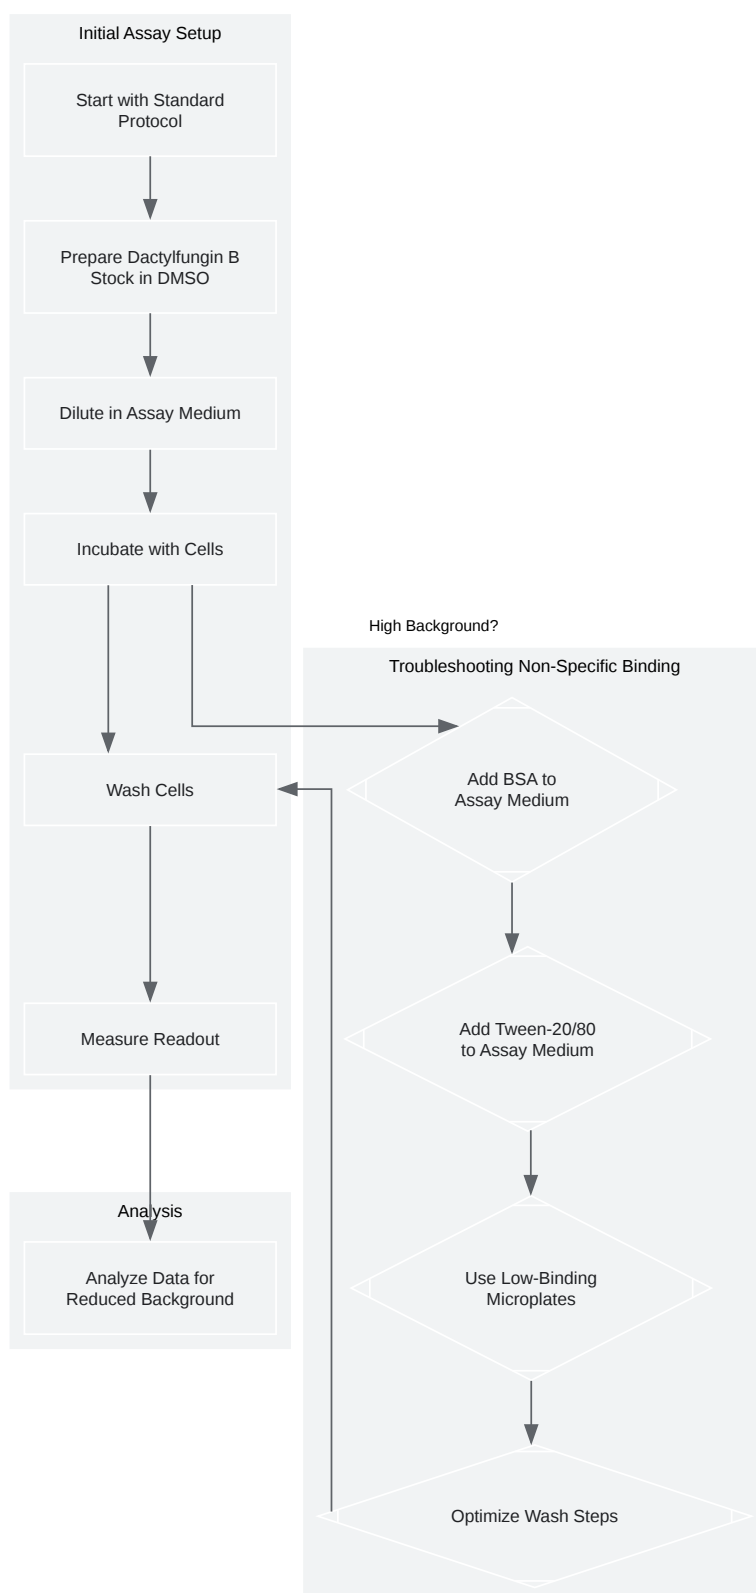 Initial Assay Setup
Start with Standard
Protocol
Prepare Dactylfungin B
Stock in DMSO
Dilute in Assay Medium
Incubate with Cells
High Background?
Troubleshooting Non-Specific Binding
Add BSA to
Assay Medium
Wash Cells
Add Tween-20/80
to Assay Medium
Measure Readout
Use Low-Binding
Microplates
Optimize Wash Steps
Analysis
Analyze Data for
Reduced Background